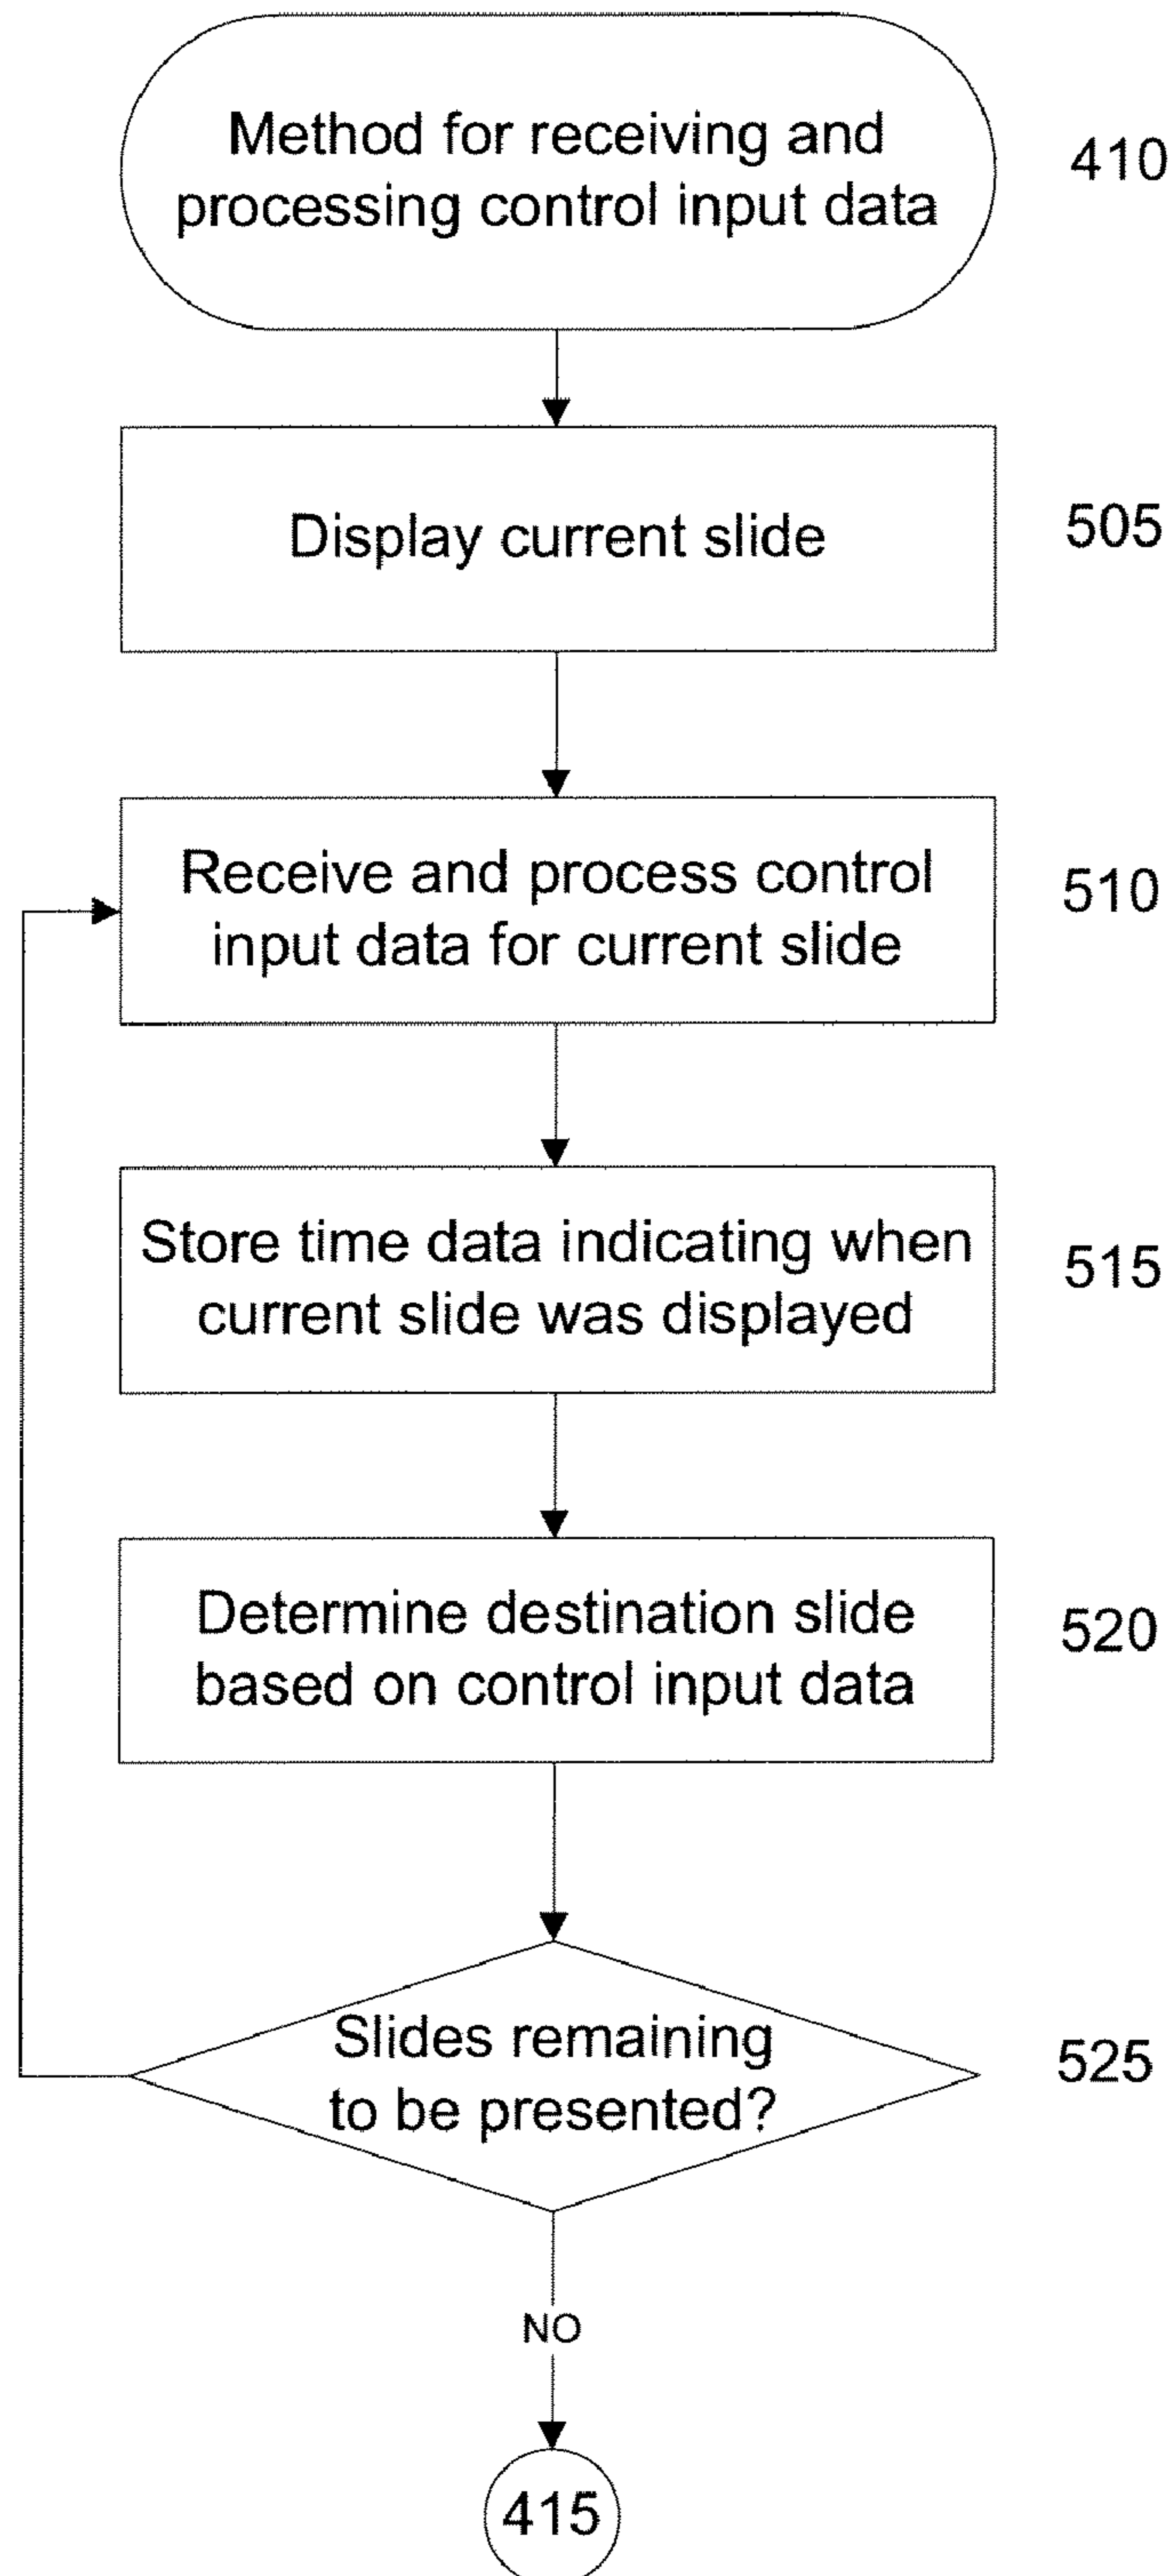 Method for receiving and
processing control input data
410
Display current slide
505
Receive and process control
input data for current slide
510
Store time data indicating when
current slide was displayed
515
Determine destination slide
based on control input data
520
Slides remaining
to be presented?
525
NO
415